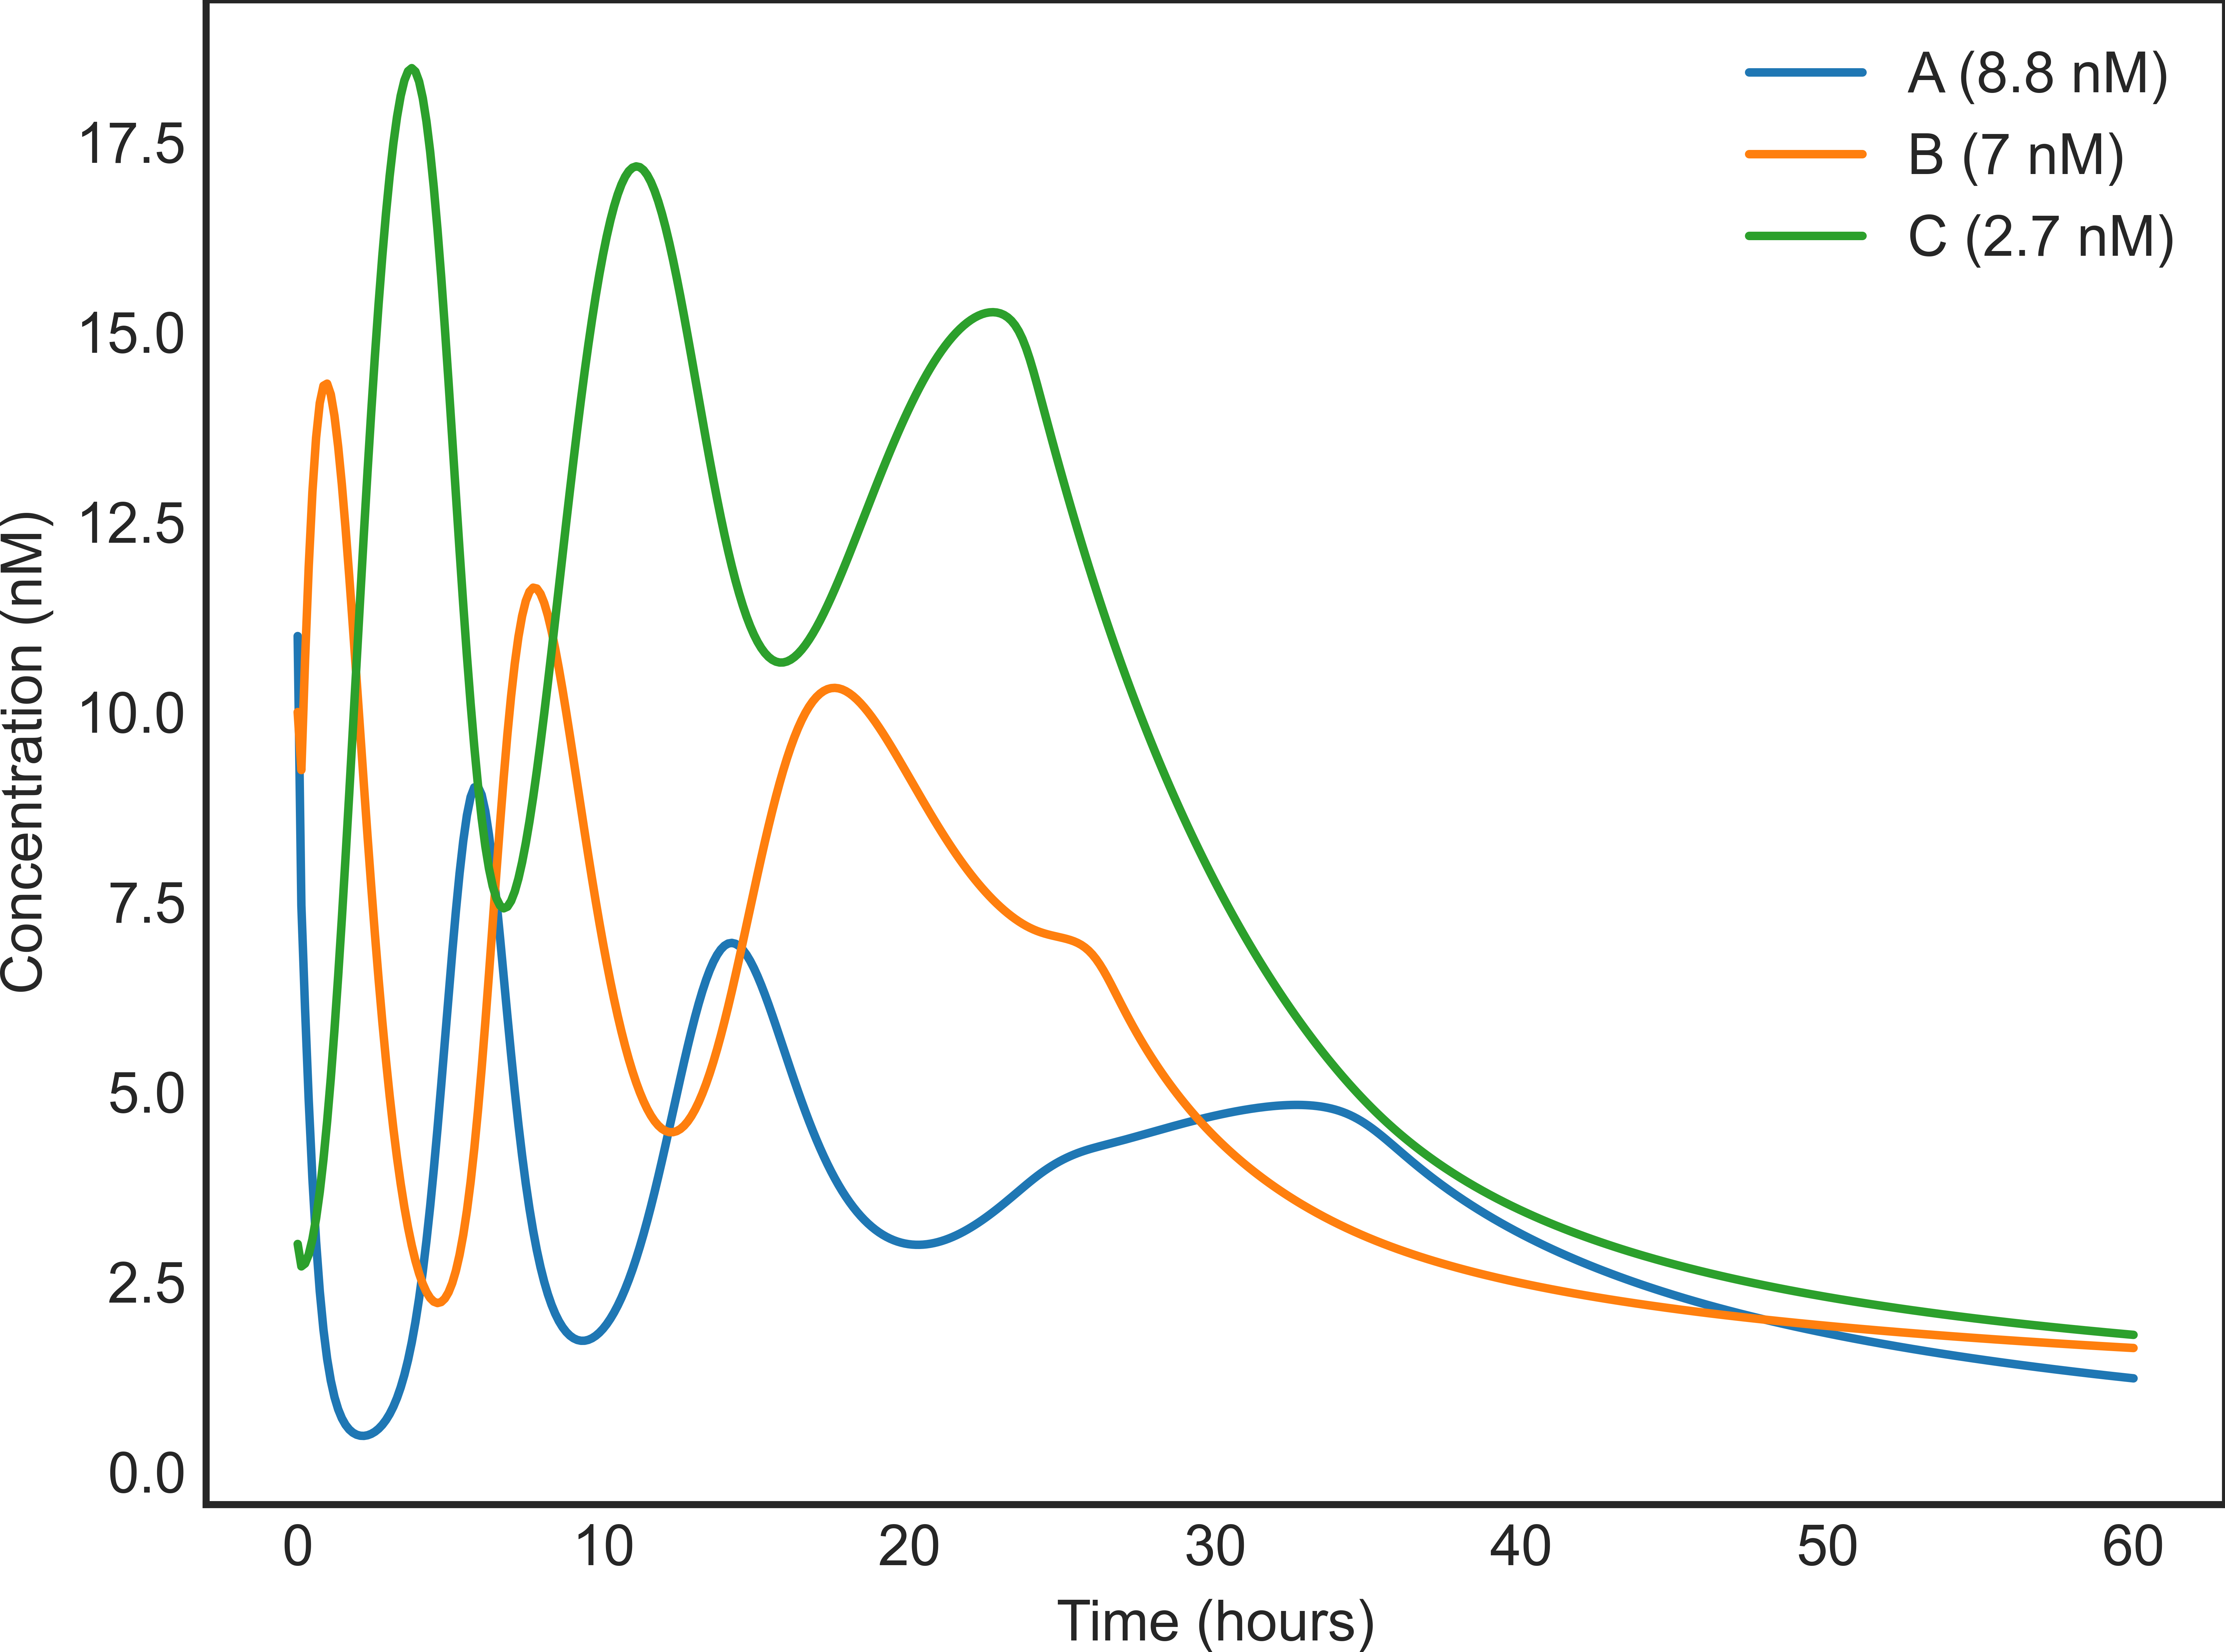 A (8.8 nM)
B (7 nM)
C (2.7 nM)
Concentration (nM)
17.5
15.0
12.5
10.0
7.5
5.0
2.5
0.0
0 10 20 30 40 50 60
Time (hours)